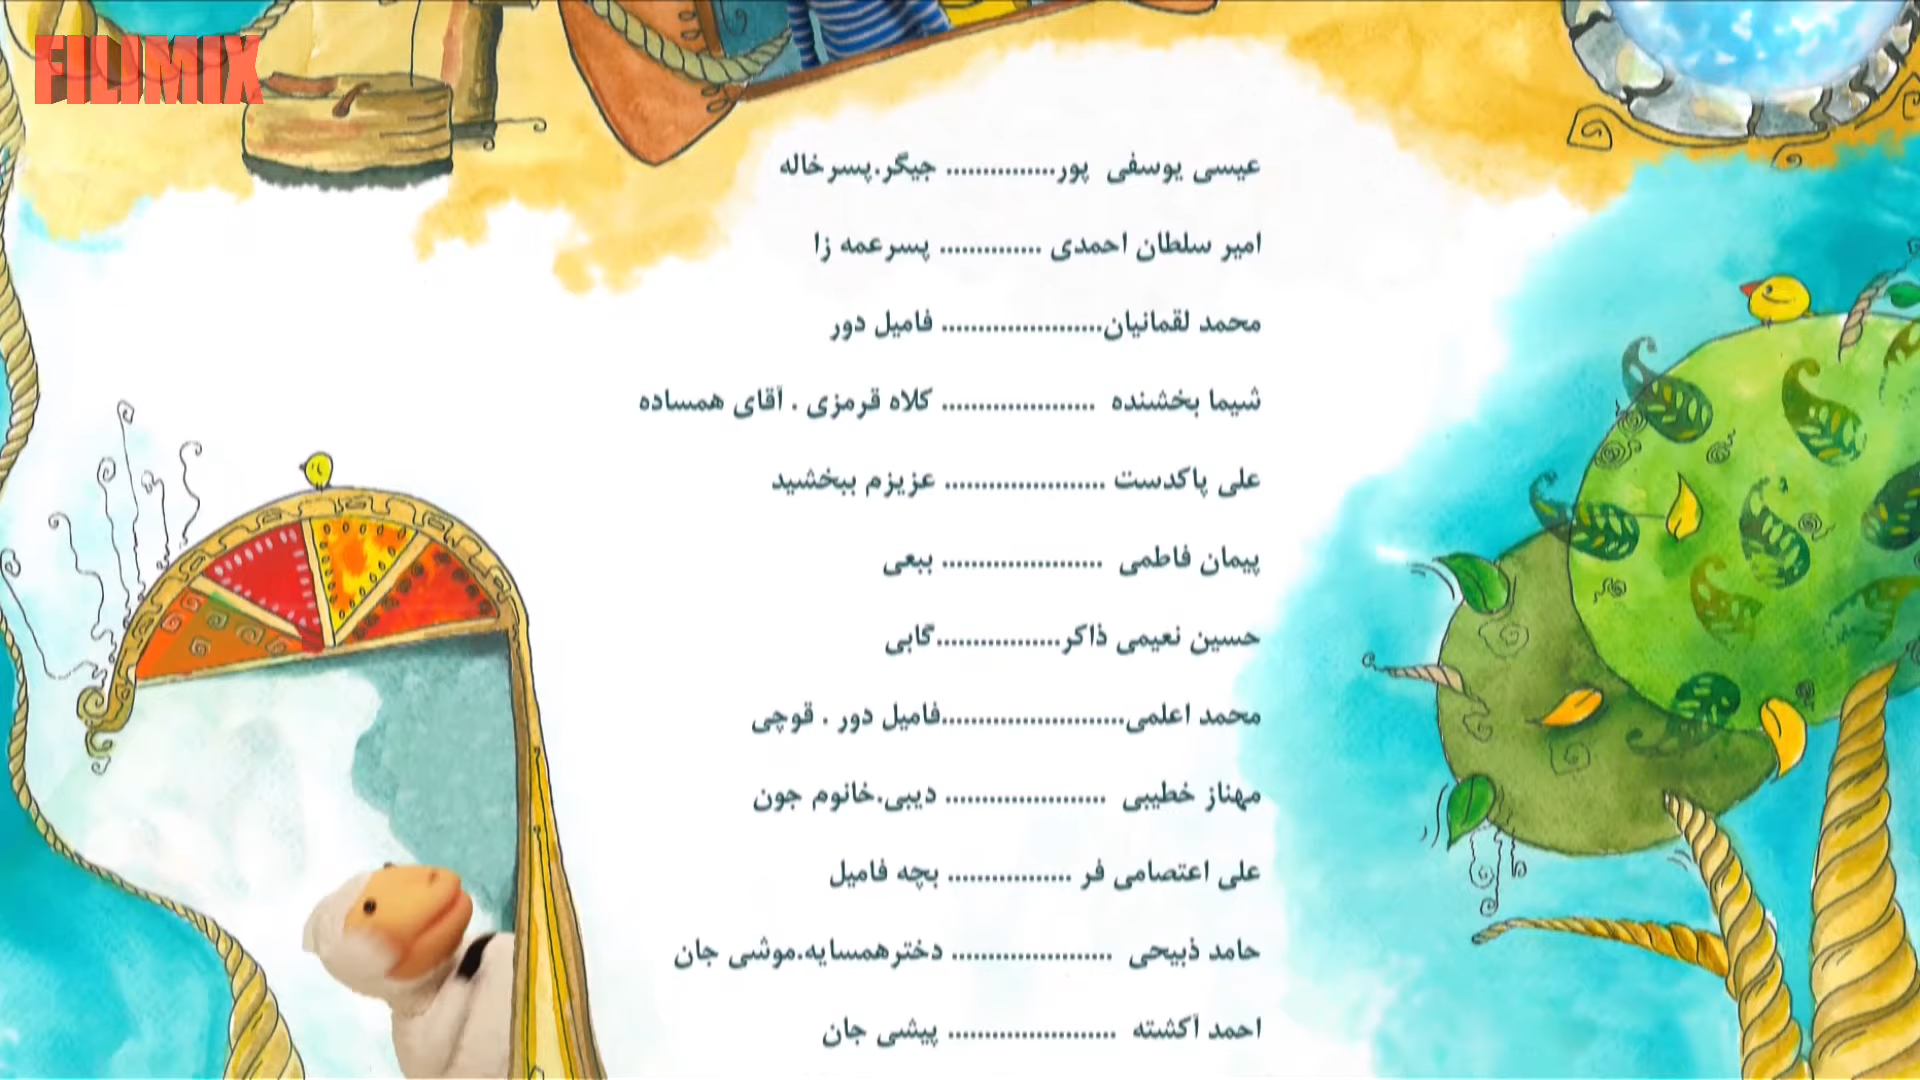 FILIMIX
عیسی یوسفی پور............... جیگر.پسرخاله
امیر سلطان احمدی .............. پسرعمه زا
محمد لقمانیان...................... فامیل دور
شیما بخشنده ..................... کلاه قرمزی . آقای همساده
علی پاکدست ...................... عزیزم ببخشید
پیمان فاطمی ...................... ببعی
حسین نعیمی ذاکر.................گابی
محمد اعلمی.........................فامیل دور . قوچی
مهناز خطیبی ...................... دیبی.خانوم جون
علی اعتصامی فر ................. بچه فامیل
حامد ذبیحی ...................... دخترهمسایه.موشی جان
احمد آکشته ....................... پیشی جان